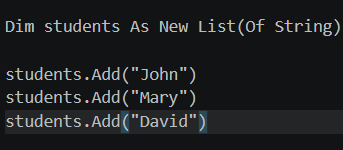 Dim students As New List(Of String)
students.Add("John")
students.Add("Mary")
students.Add("David")